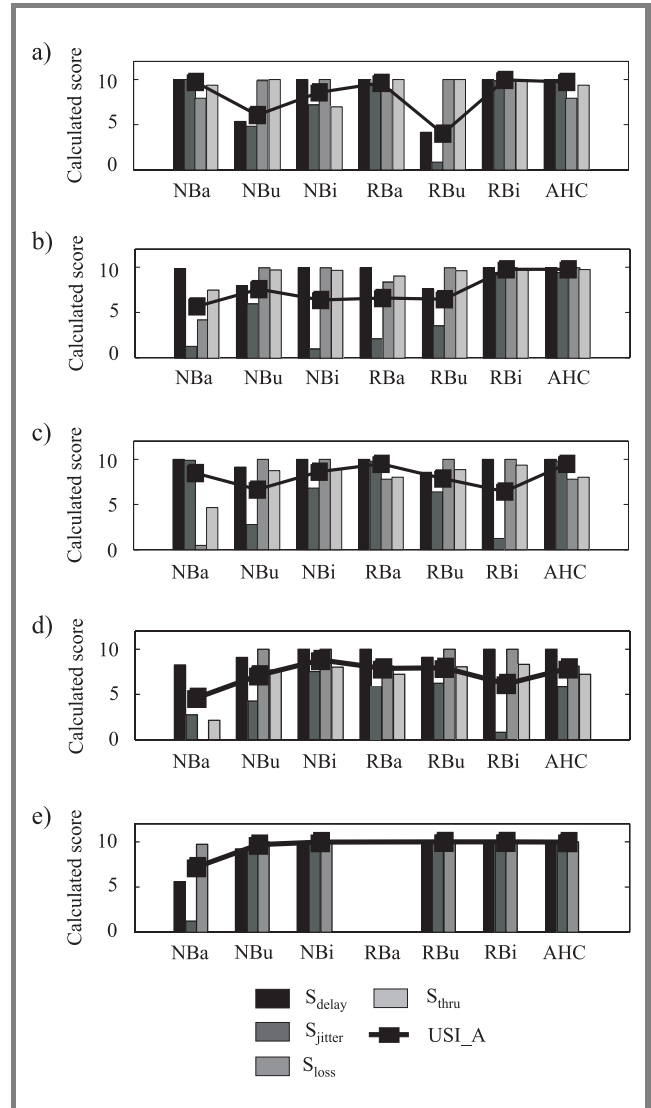 a)
Calculated score
10
5
0
NBa NBu NBi RBa RBu RBi AHC
b)
Calculated score
10
5
0
NBa NBu NBi RBa RBu RBi AHC
c)
Calculated score
10
5
0
NBa NBu NBi RBa RBu RBi AHC
d)
Calculated score
10
5
0
NBa NBu NBi RBa RBu RBi AHC
e)
Calculated score
10
5
0
NBa NBu NBi RBa RBu RBi AHC
Sdelay Sthru
Sjitter USI_A
Sloss